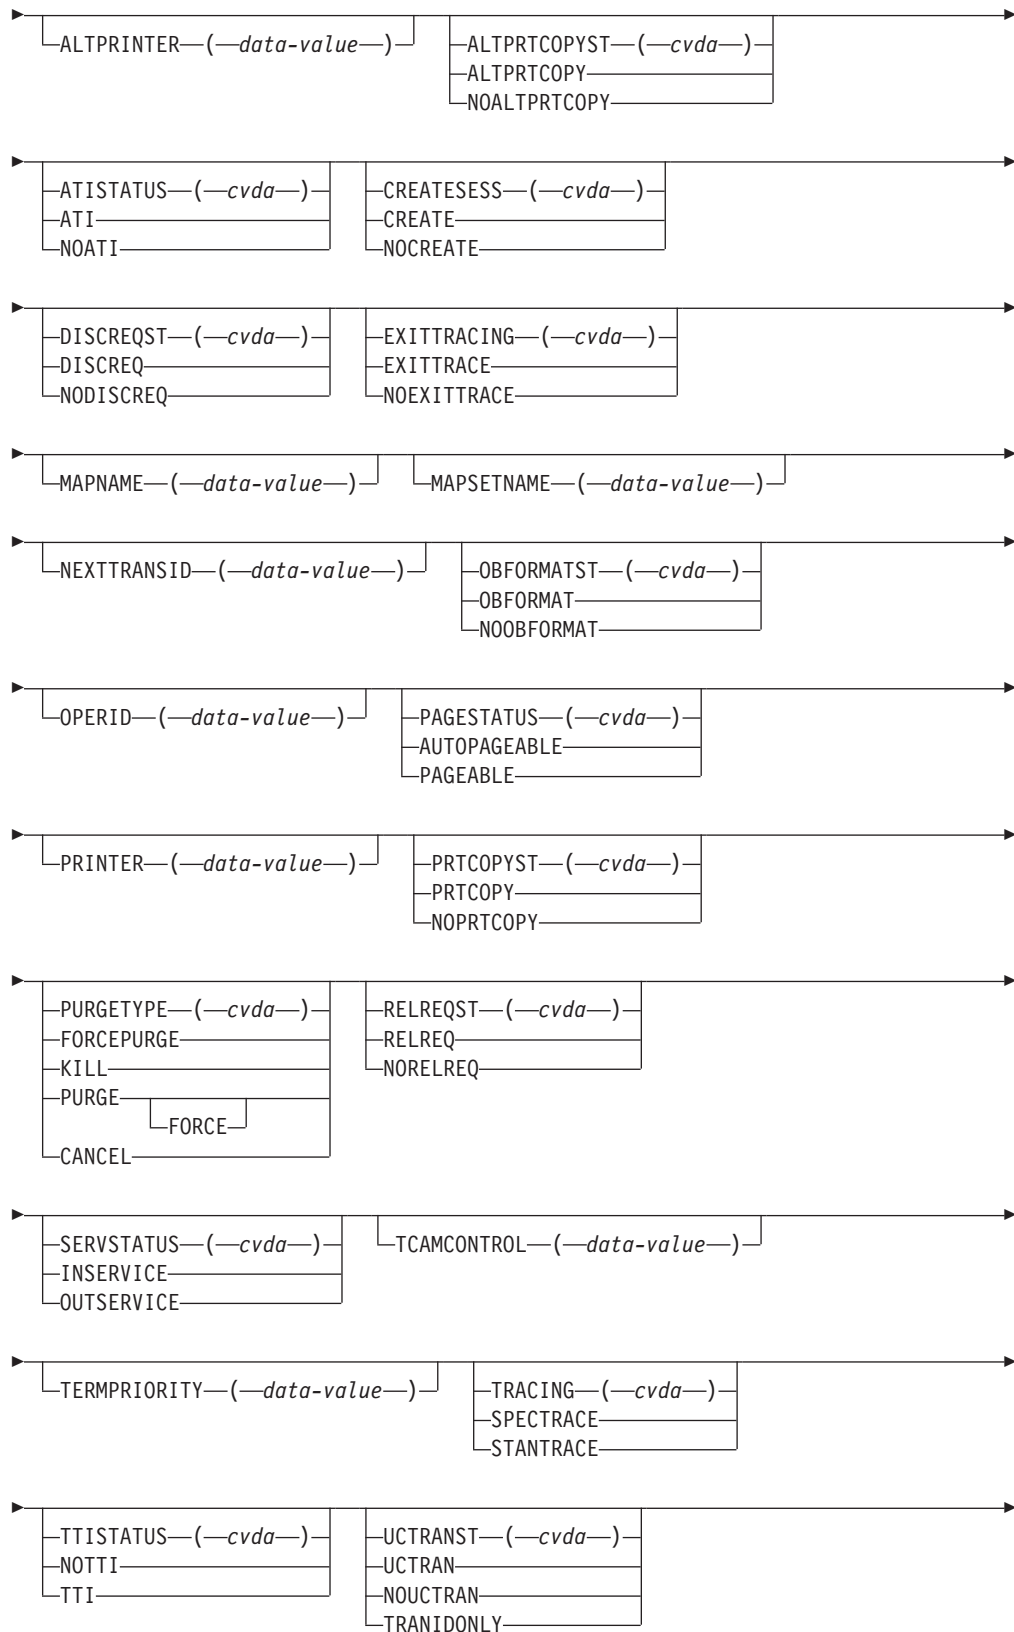 ALTPRINTER ( data-value ) ALTPRTCOPYST ( cvda )
ALTPRTCOPY
NOALTPRTCOPY
ATISTATUS ( cvda ) CREATESESS ( cvda )
ATI CREATE
NOATI NOCREATE
DISCREQST ( cvda ) EXITTRACING ( cvda )
DISCREQ EXITTRACE
NODISCREQ NOEXITTRACE
MAPNAME ( data-value ) MAPSETNAME ( data-value )
NEXTTRANSID ( data-value ) OBFORMATST ( cvda )
OBFORMAT
NOOBFORMAT
OPERID ( data-value ) PAGESTATUS ( cvda )
AUTOPAGEABLE
PAGEABLE
PRINTER ( data-value ) PRTCOPYST ( cvda )
PRTCOPY
NOPRTCOPY
PURGETYPE ( cvda ) RELREQST ( cvda )
FORCEPURGE RELREQ
KILL NORELREQ
PURGE
FORCE
CANCEL
SERVSTATUS ( cvda ) TCAMCONTROL ( data-value )
INSERVICE
OUTSERVICE
TERMPRIORITY ( data-value ) TRACING ( cvda )
SPECTRACE
STANTRACE
TTISTATUS ( cvda ) UCTRANST ( cvda )
NOTTI UCTRAN
TTI NOUCTRAN
TRANIDONLY